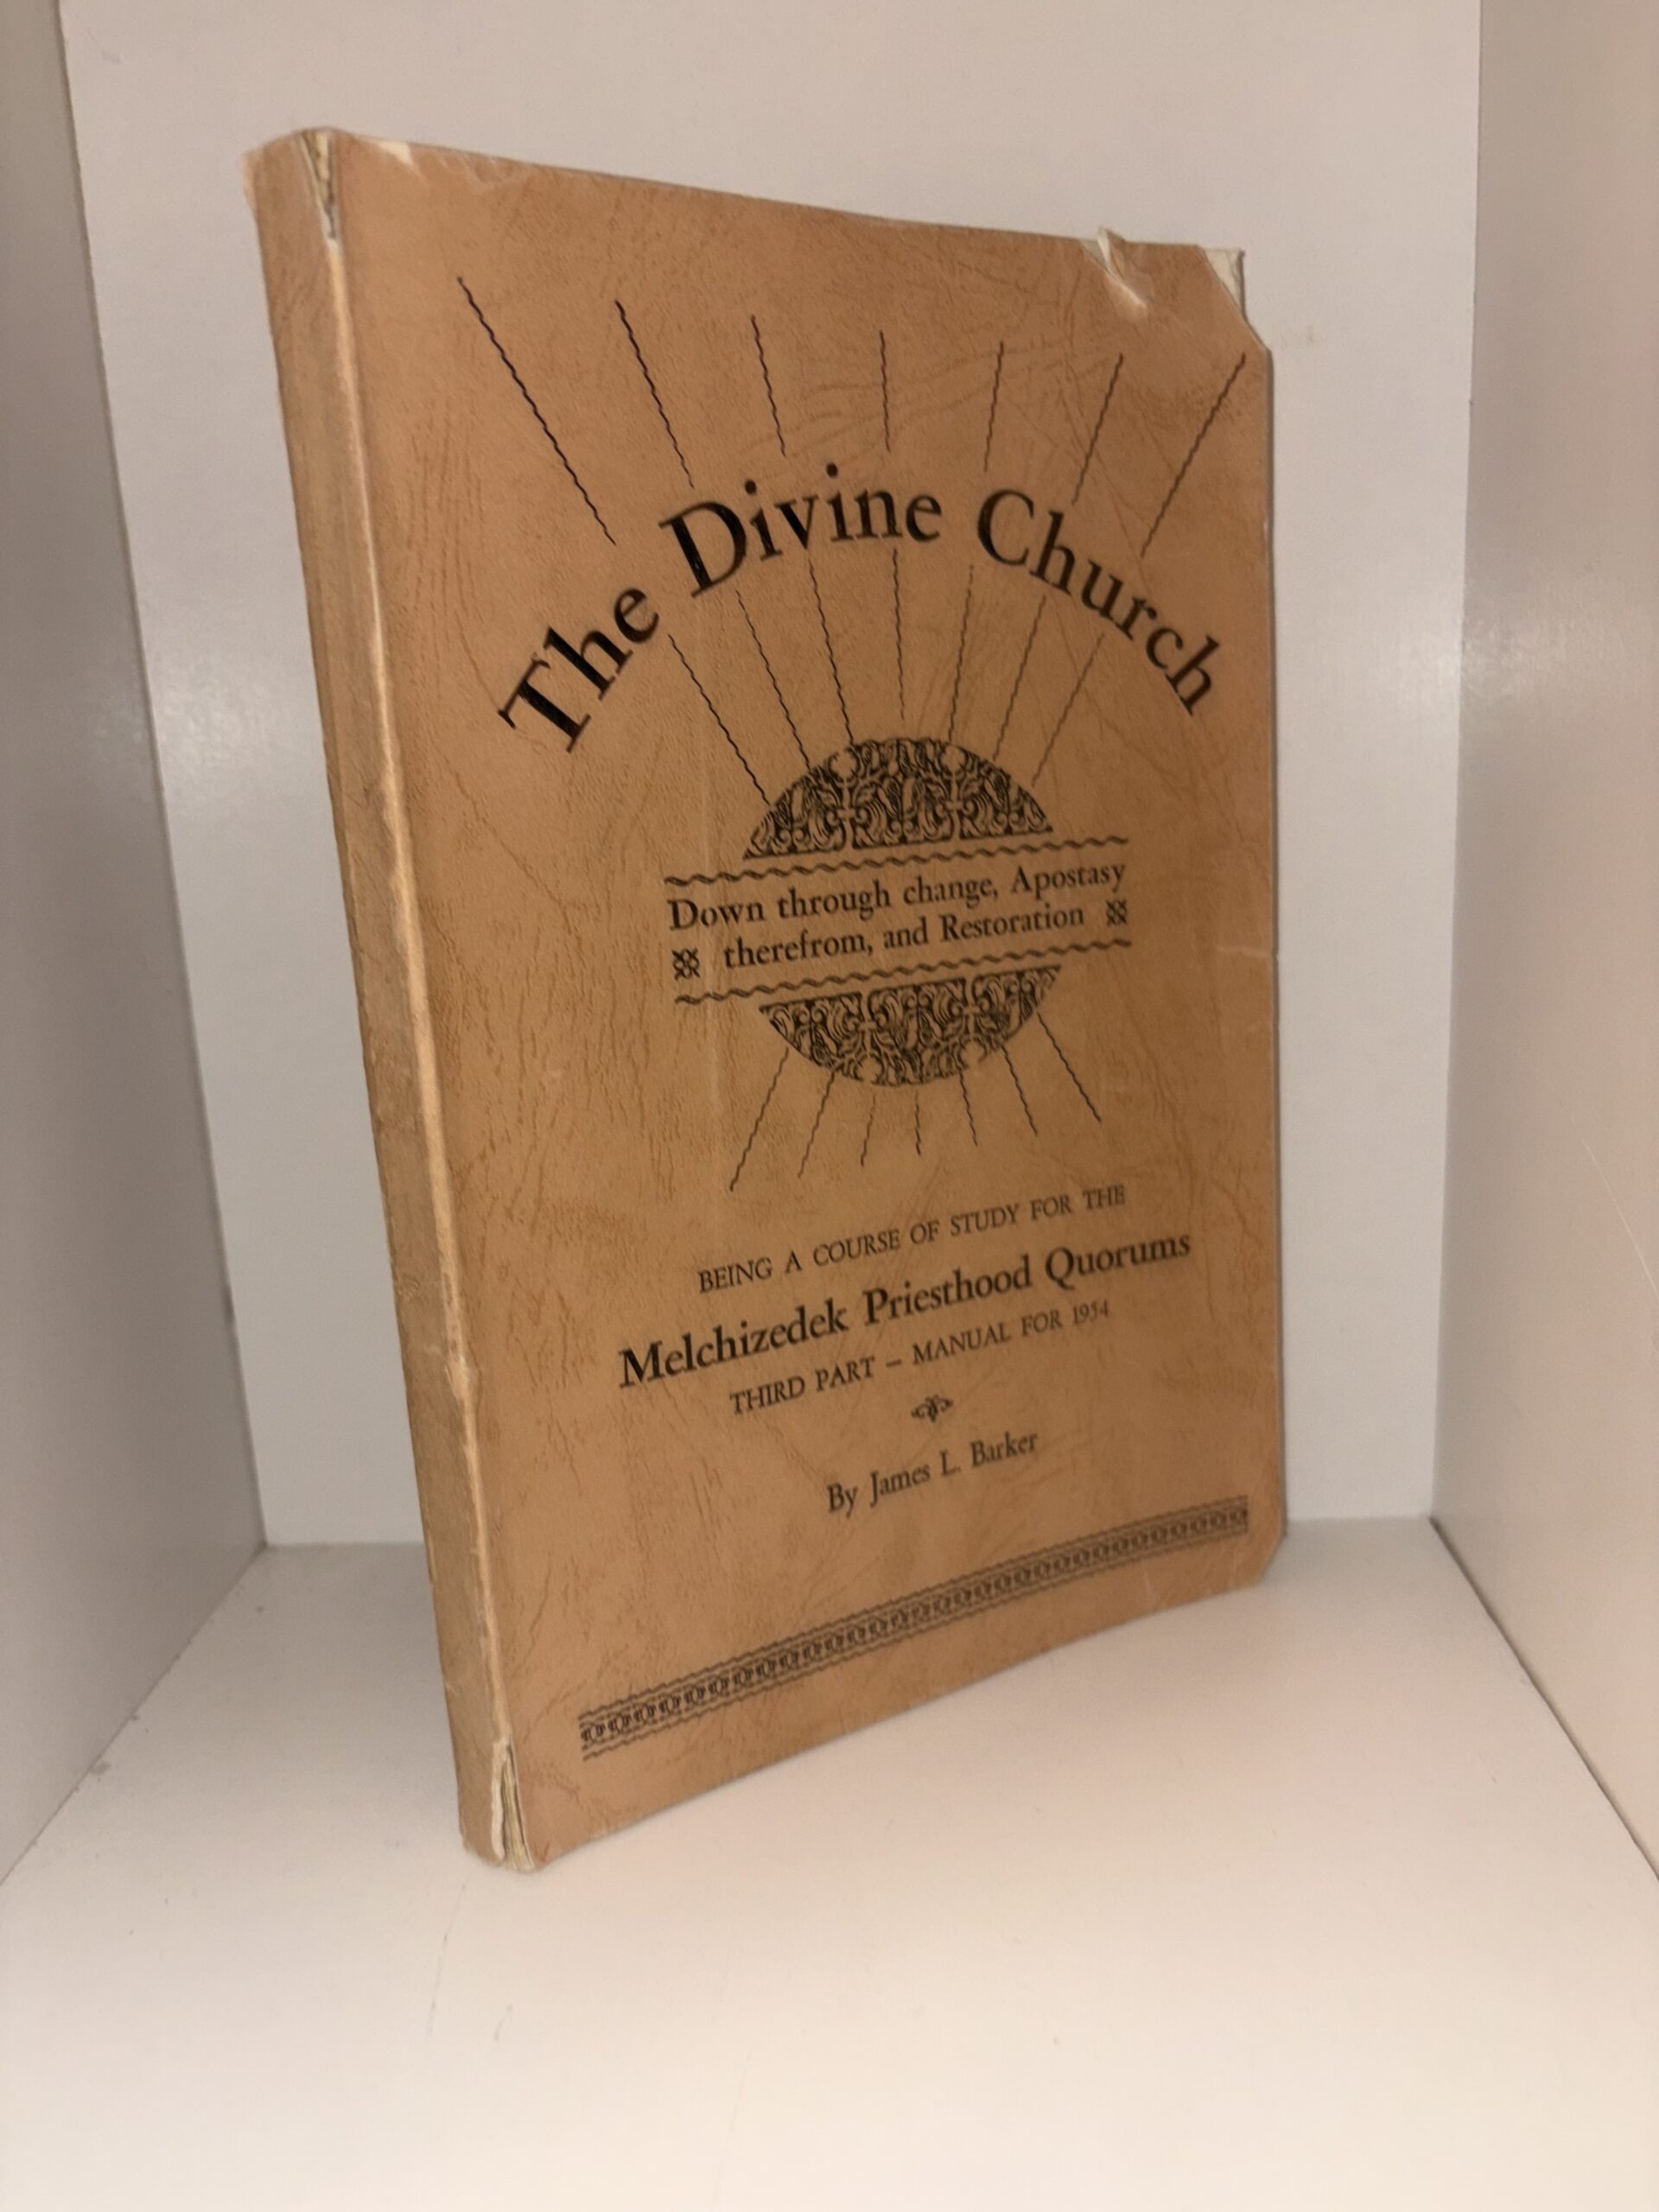 The Divine Church
Down through change, Apostasy
therefrom, and Restoration
BEING A COURSE OF STUDY FOR THE
Melchizedek Priesthood Quorums
THIRD PART – MANUAL FOR 1954
By James L. Barker